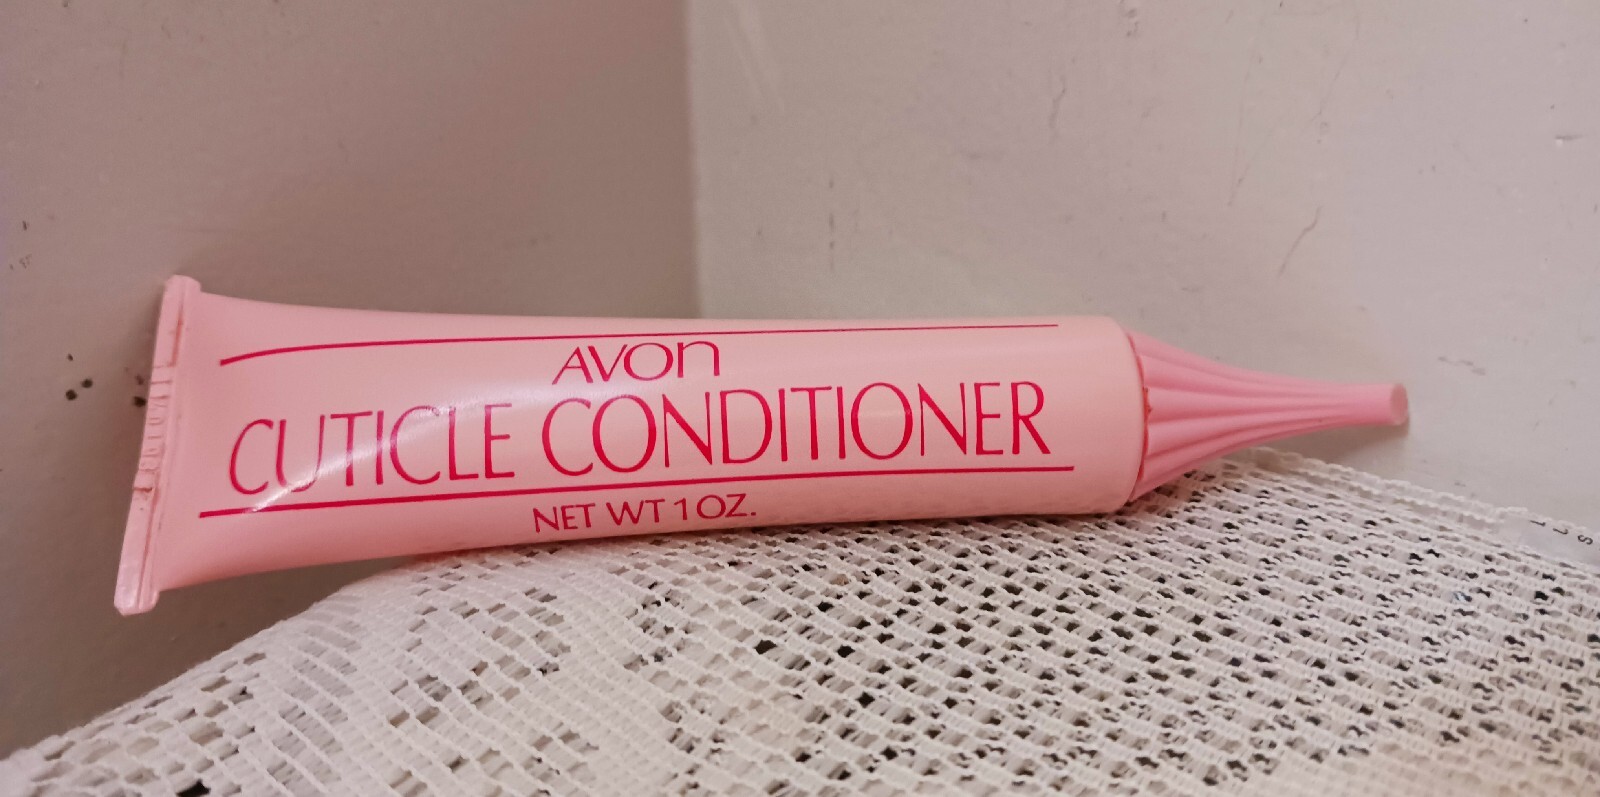 AVON
CUTICLE CONDITIONER
NET WT 1 OZ.